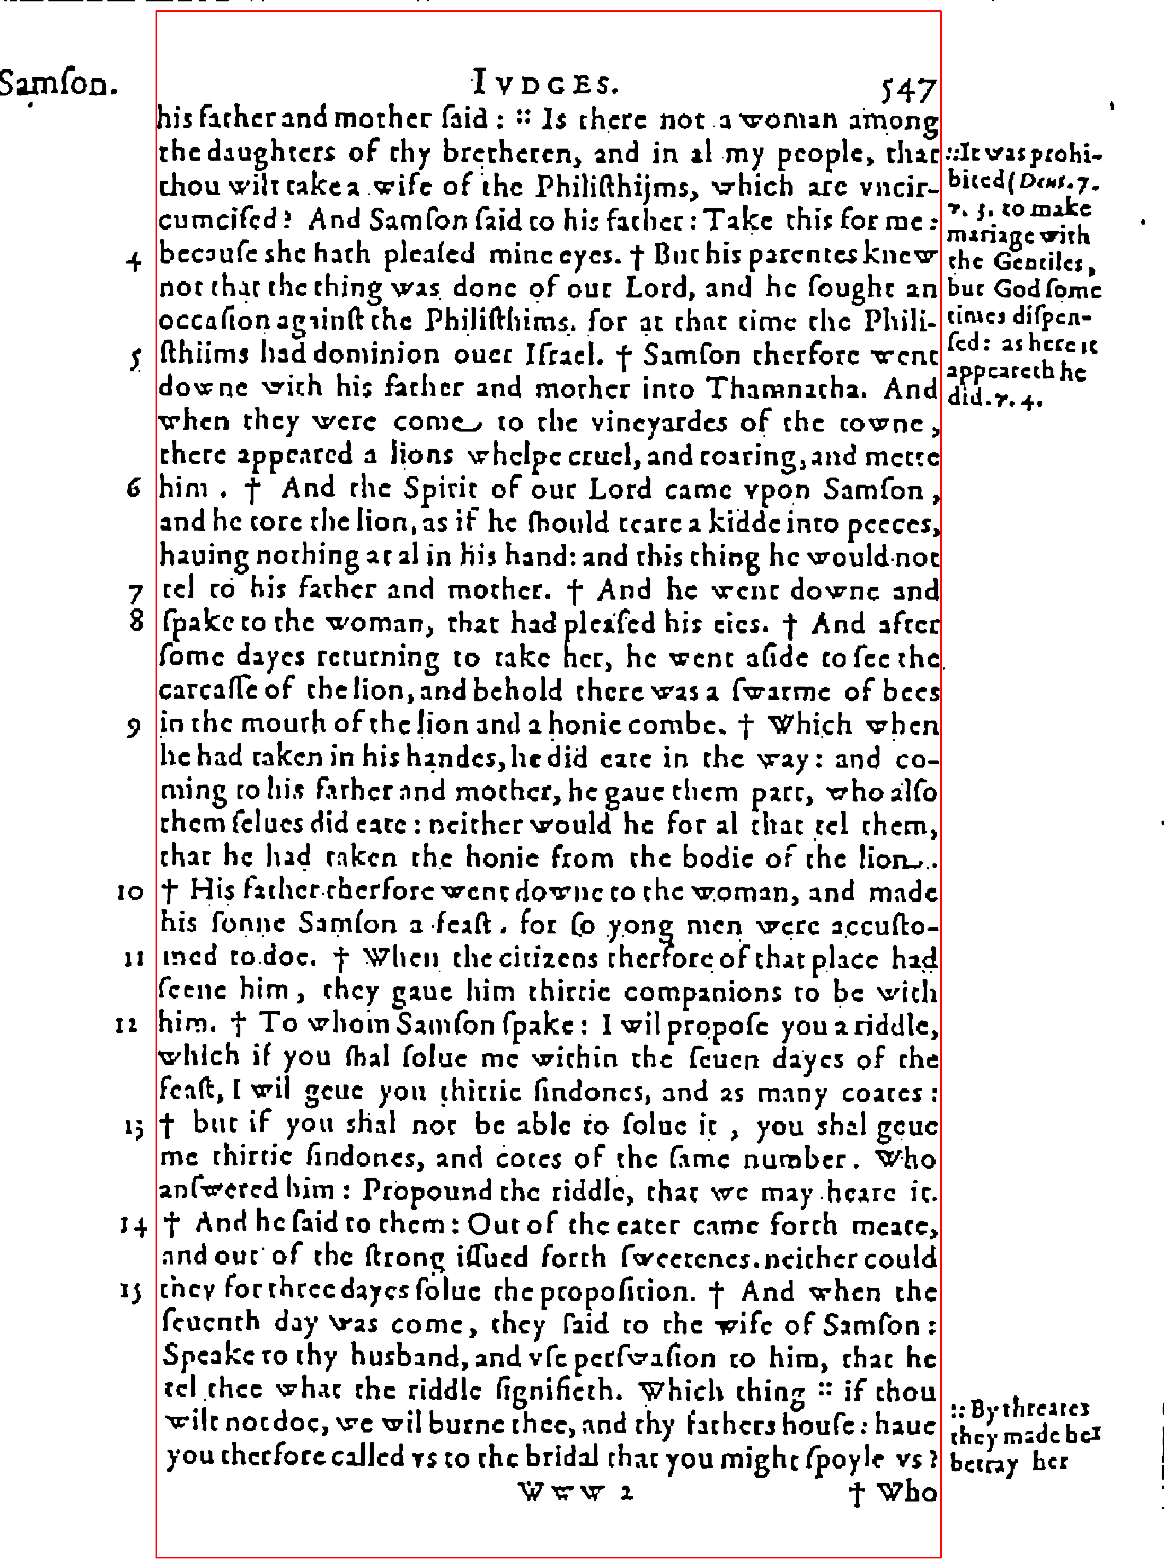 Samſon.
IVDGES.
547
his father and mother ſaid : :: Is there not a woman among
the daughters of thy bretheren, and in al my people, that
thou wilt take a wife of the Philiſthijms, which are vncir-
cumciſed? And Samſon ſaid to his father: Take this for me:
4 becauſe she hath pleaſed mine eyes. † But his parentes knew
not that the thing was done of our Lord, and he ſought an
occaſion againſt the Philiſthims. for at that time the Phili-
5 ſthiims had dominion ouer Iſrael. † Samſon therfore went
downe with his father and mother into Thamnatha. And
when they were come to the vineyardes of the towne,
there appeared a lions whelpe cruel, and roaring, and mette
6 him. † And the Spirit of our Lord came vpon Samſon,
and he tore the lion, as if he ſhould teare a kidde into peeces,
hauing nothing at al in his hand: and this thing he would not
7 tel to his father and mother. † And he went downe and
8 ſpake to the woman, that had pleaſed his eies. † And after
ſome dayes returning to take her, he went aſide to ſee the
carcaſſe of the lion, and behold there was a ſwarme of bees
9 in the mouth of the lion and a honie combe. † Which when
he had taken in his handes, he did eate in the way: and co-
ming to his father and mother, he gaue them part, who alſo
them ſelues did eate: neither would he for al that tel them,
that he had taken the honie from the bodie of the lion.
10 † His father therfore went downe to the woman, and made
his ſonne Samſon a feaſt. for ſo yong men were accuſto-
11 med to doe. † When the citizens therfore of that place had
ſeene him, they gaue him thirtie companions to be with
12 him. † To whom Samſon ſpake: I wil propoſe you a riddle,
which if you ſhal ſolue me within the ſeuen dayes of the
feaſt, I wil geue you thirtie ſindones, and as many coates:
13 † but if you shal not be able to ſolue it, you shal geue
me thirtie ſindones, and cotes of the ſame number. Who
anſwered him: Propound the riddle, that we may heare it.
14 † And he ſaid to them: Out of the eater came forth meate,
and out of the ſtrong iſſued forth ſweetenes. neither could
15 they for three dayes ſolue the propoſition. † And when the
ſeuenth day was come, they ſaid to the wife of Samſon:
Speake to thy husband, and vſe perſwaſion to him, that he
tel thee what the riddle ſignifieth. Which thing :: if thou
wilt not doe, we wil burne thee, and thy fathers houſe: haue
you therfore called vs to the bridal that you might ſpoyle vs?
Www 2
† Who
:: It was prohi-
bited (Deut. 7.
v. 3. to make
mariage with
the Gentiles,
but God ſome
times diſpen-
ſed: as here it
appeareth he
did. v. 4.
:: By threates
they made her
betray her